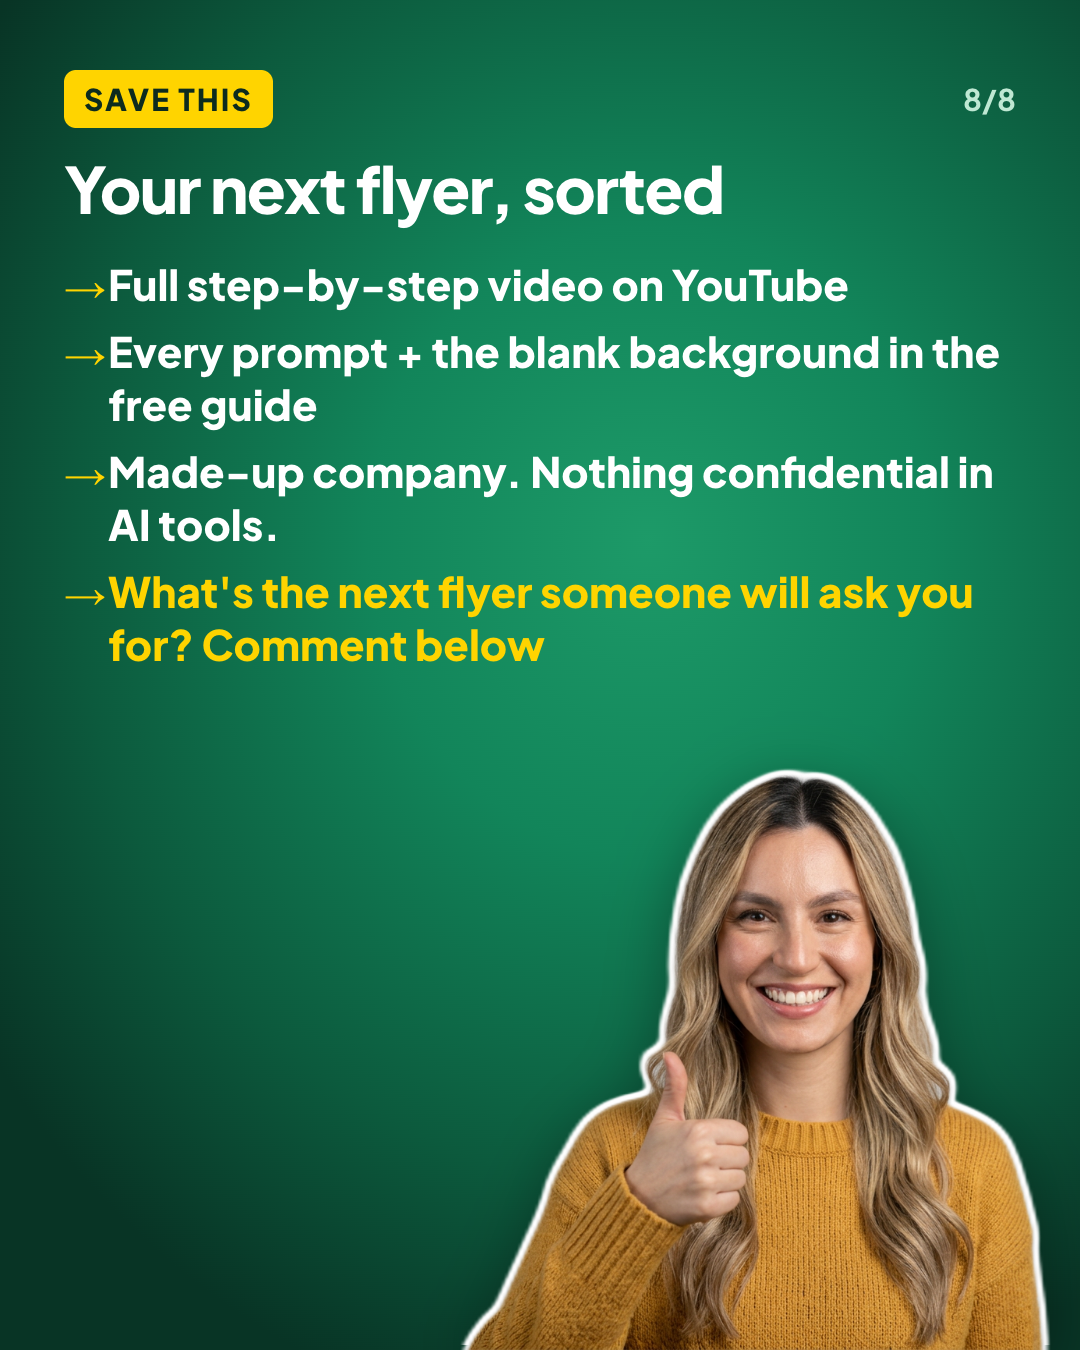 SAVE THIS
8/8
Your next flyer, sorted
→Full step-by-step video on YouTube
→Every prompt + the blank background in the
free guide
→Made-up company. Nothing confidential in
AI tools.
→What's the next flyer someone will ask you
for? Comment below